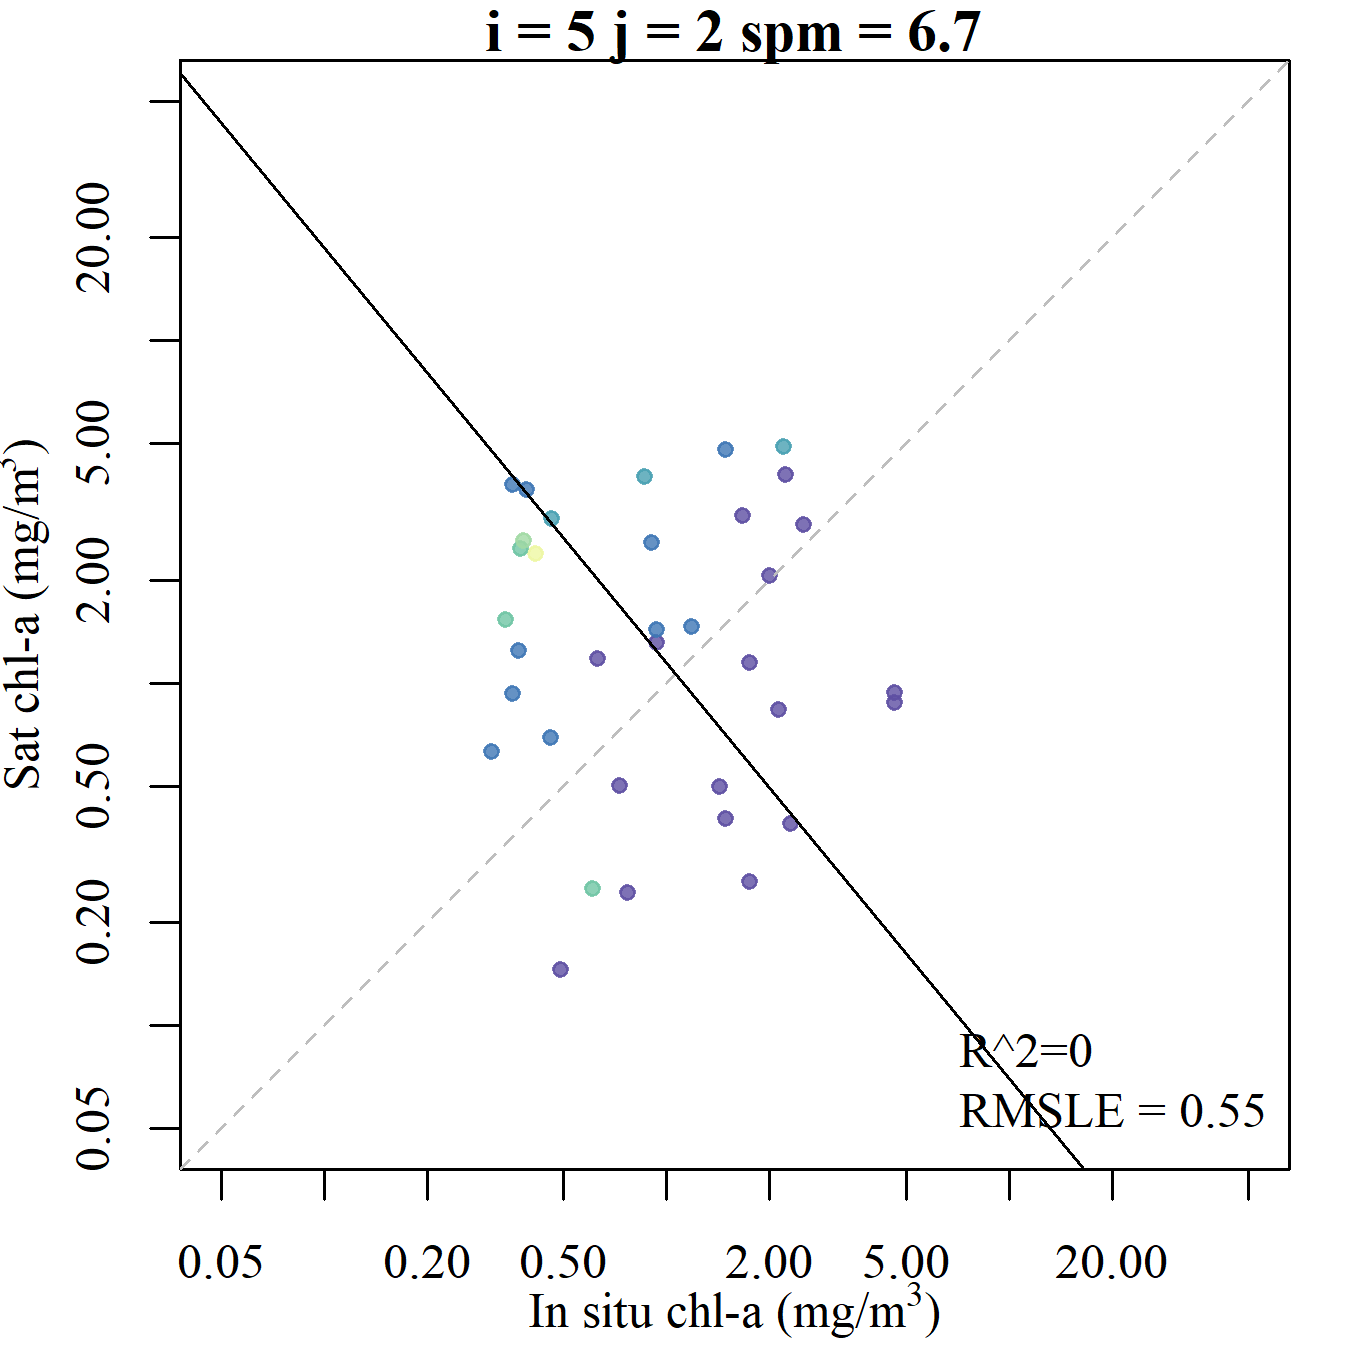 i = 5 j = 2 spm = 6.7
Sat chl-a (mg/m³)
20.00
5.00
2.00
0.50
0.20
0.05
R^2=0
RMSLE = 0.55
0.05 0.20 0.50 2.00 5.00 20.00
In situ chl-a (mg/m³)